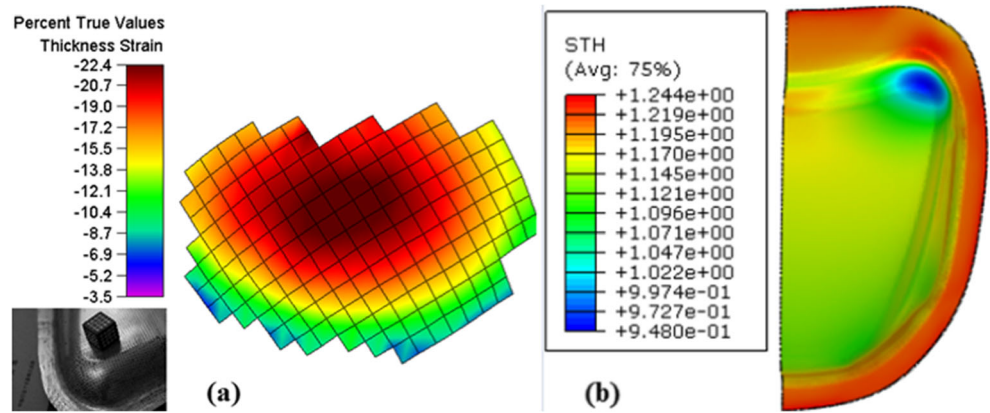 Percent True Values
Thickness Strain
-22.4
-20.7
-19.0
-17.2
-15.5
-13.8
-12.1
-10.4
-8.7
-6.9
-5.2
-3.5
(a)
STH
(Avg: 75%)
+1.244e+00
+1.219e+00
+1.195e+00
+1.170e+00
+1.145e+00
+1.121e+00
+1.096e+00
+1.071e+00
+1.047e+00
+1.022e+00
+9.974e-01
+9.727e-01
+9.480e-01
(b)